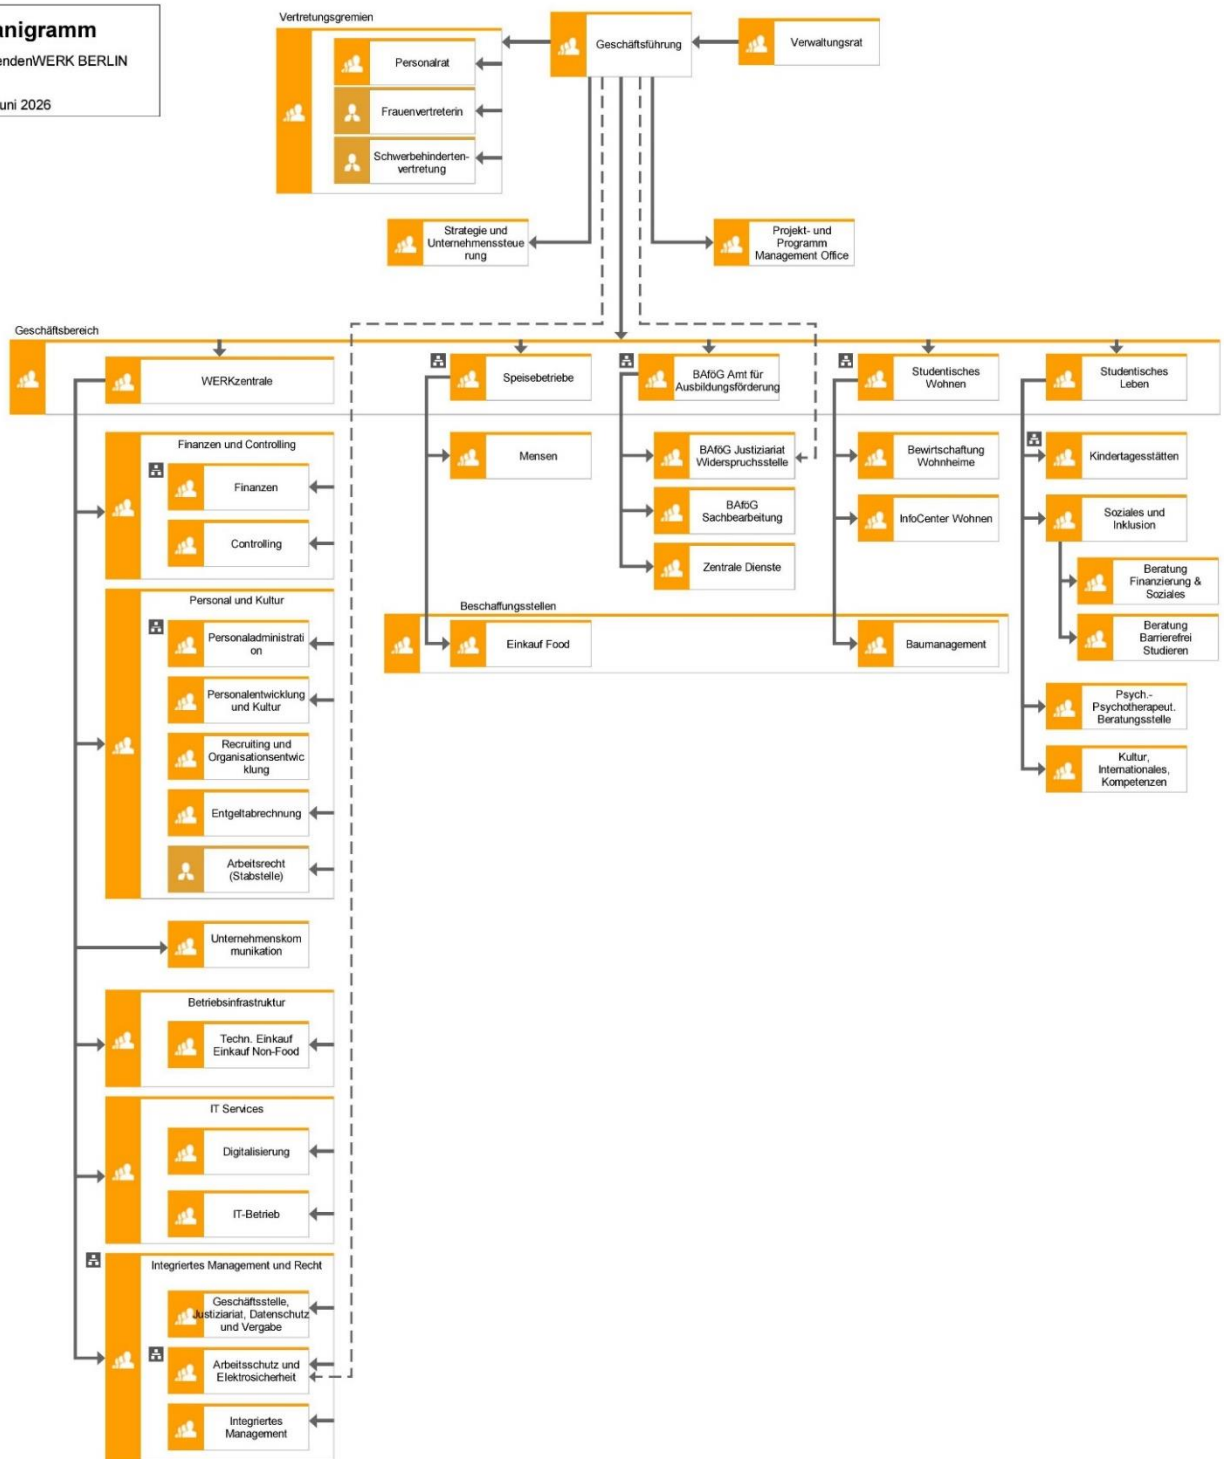 endenWERK BERLIN
2026
Vertretungsgremien
Geschäftsführung
Verwaltungsrat
Personalrat
Frauenvertreterin
Schwerbehinderten-
vertretung
Strategie und
Unternehmenssteue
rung
Projekt- und
Programm
Management Office
Geschäftsbereich
WERKzentrale
Speisebetriebe
BAföG Amt für
Ausbildungsförderung
Studentisches
Wohnen
Studentisches
Leben
Finanzen und Controlling
Finanzen
Controlling
Personal und Kultur
Personaladministrati
on
Personalentwicklung
und Kultur
Recruiting und
Organisationsentwic
klung
Entgeltabrechnung
Arbeitsrecht
(Stabstelle)
Unternehmenskom
munikation
Betriebsinfrastruktur
Techn. Einkauf
Einkauf Non-Food
IT Services
Digitalisierung
IT-Betrieb
Integriertes Management und Recht
Geschäftsstelle,
Justiziariat, Datenschutz
und Vergabe
Arbeitsschutz und
Elektrosicherheit
Integriertes
Management
Mensen
BAföG Justiziariat
Widerspruchsstelle
BAföG
Sachbearbeitung
Zentrale Dienste
Beschaffungsstellen
Einkauf Food
Baumanagement
Bewirtschaftung
Wohnheime
InfoCenter Wohnen
Kindertagesstätten
Soziales und
Inklusion
Beratung
Finanzierung &
Soziales
Beratung
Barrierefrei
Studieren
Psych.-
Psychotherapeut.
Beratungsstelle
Kultur,
Internationales,
Kompetenzen